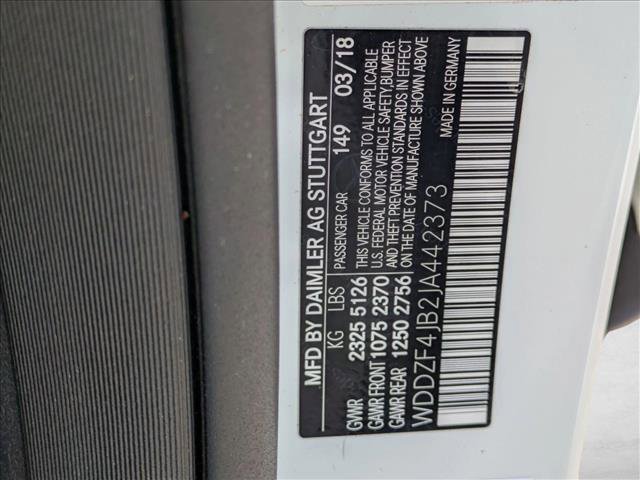 MFD BY DAIMLER AG STUTTGART
KG LBS PASSENGER CAR 149 03/18
GVWR 2325 5126 THIS VEHICLE CONFORMS TO ALL APPLICABLE
GAWR FRONT 1075 2370 U.S. FEDERAL MOTOR VEHICLE SAFETY,BUMPER
GAWR REAR 1250 2756 AND THEFT PREVENTION STANDARDS IN EFFECT
ON THE DATE OF MANUFACTURE SHOWN ABOVE
WDDZF4JB2JA442373 MADE IN GERMANY